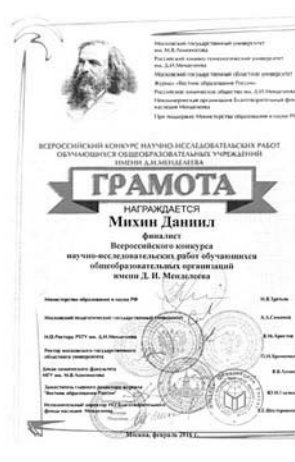 Московский государственный университет
им. М.В.Ломоносова
Российский химико-технологический университет
им. Д.И.Менделеева
Московский государственный областной университет
Журнал «Вестник образования России»
Российское химическое общество им. Д.И.Менделеева
Некоммерческая организация Благотворительный фонд
наследия Менделеева
При поддержке Министерства образования и науки РФ
ВСЕРОССИЙСКИЙ КОНКУРС НАУЧНО-ИССЛЕДОВАТЕЛЬСКИХ РАБОТ
ОБУЧАЮЩИХСЯ ОБЩЕОБРАЗОВАТЕЛЬНЫХ УЧРЕЖДЕНИЙ
ИМЕНИ Д.И.МЕНДЕЛЕЕВА
ГРАМОТА
НАГРАЖДАЕТСЯ
Михин Даниил
финалист
Всероссийского конкурса
научно-исследовательских работ обучающихся
общеобразовательных организаций
имени Д. И. Менделеева
Министерство образования и науки РФ
Московский педагогический государственный университет
И.О.Ректора РХТУ им. Д.И.Менделеева
Ректор московского государственного
областного университета
Декан химического факультета
МГУ им. М.В.Ломоносова
Заместитель главного редактора журнала
"Вестник образования России"
Исполнительный директор НО Благотворительного
фонда наследия Менделеева
Москва, февраль 2016 г.